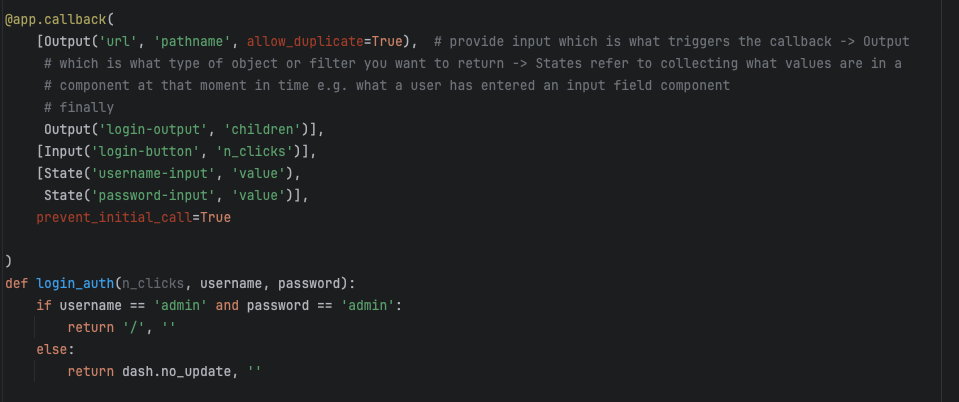 @app.callback(
    [Output('url', 'pathname', allow_duplicate=True),  # provide input which is what triggers the callback -> Output
     # which is what type of object or filter you want to return -> States refer to collecting what values are in a
     # component at that moment in time e.g. what a user has entered an input field component
     # finally
     Output('login-output', 'children')],
    [Input('login-button', 'n_clicks')],
    [State('username-input', 'value'),
     State('password-input', 'value')],
    prevent_initial_call=True
)
def login_auth(n_clicks, username, password):
    if username == 'admin' and password == 'admin':
        return '/', ''
    else:
        return dash.no_update, ''